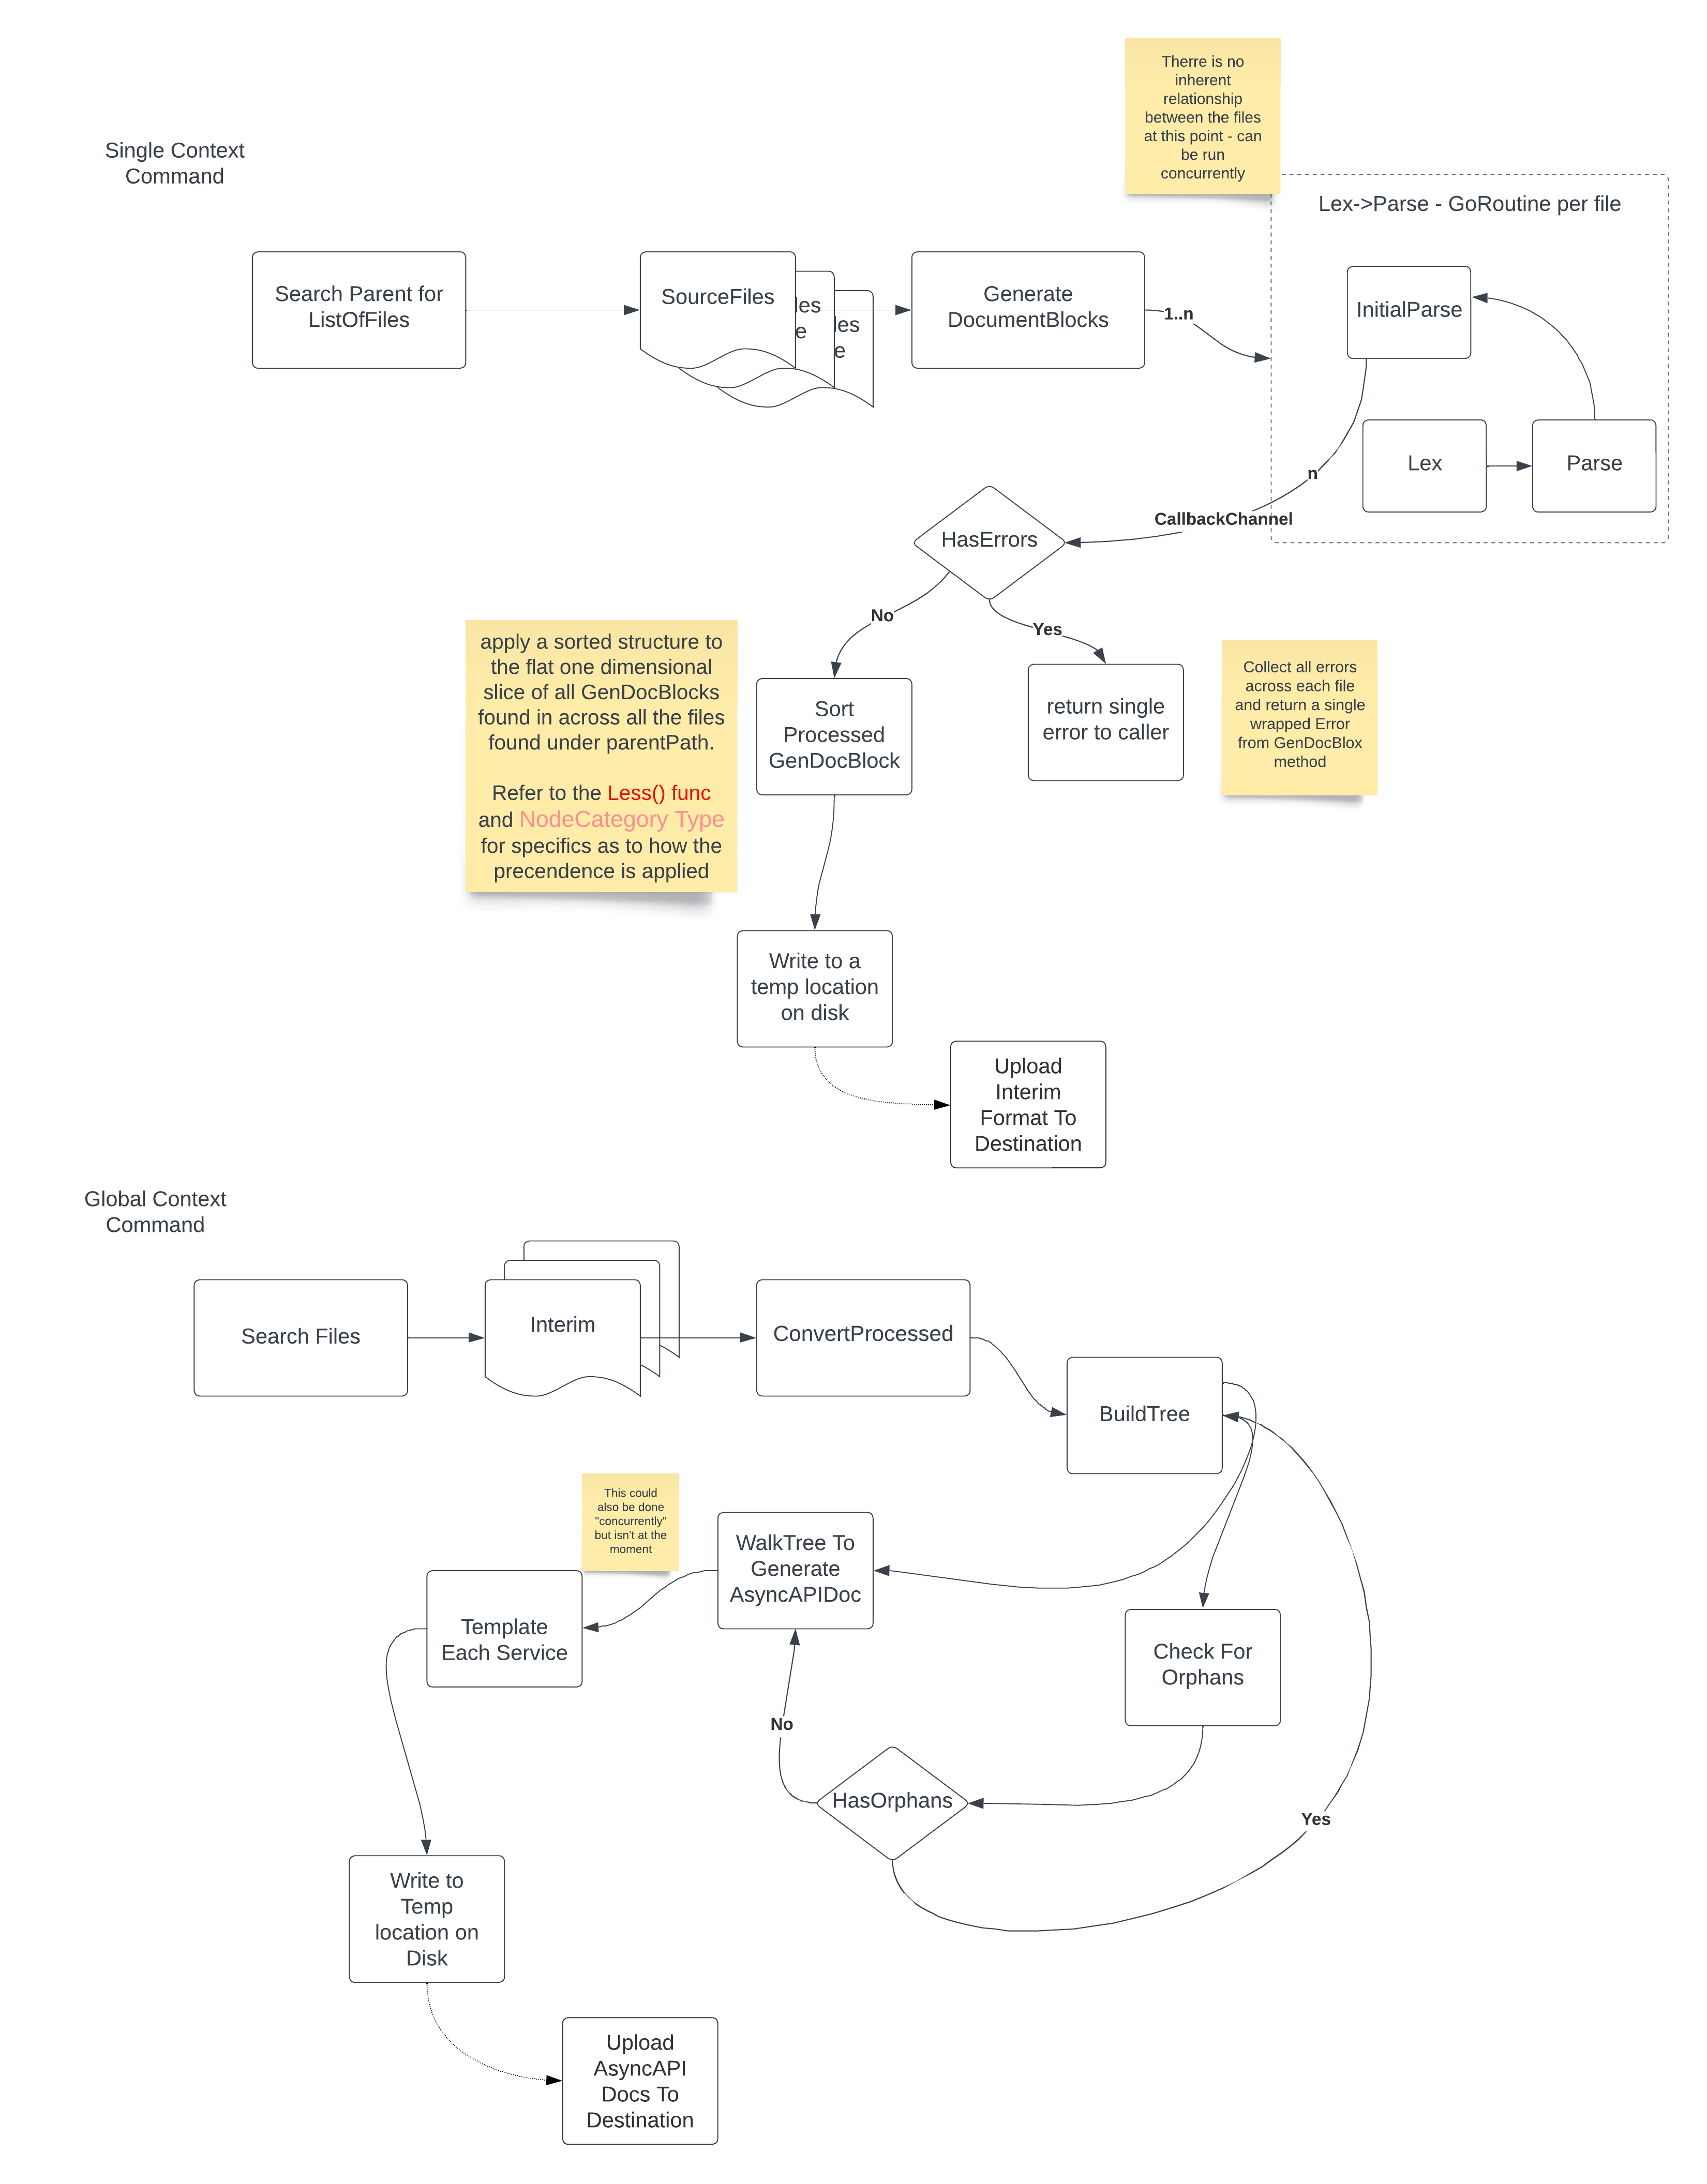 Therre is no
inherent
relationship
between the files
at this point - can
be run
concurrently
Single Context
Command
Lex->Parse - GoRoutine per file
Search Parent for
ListOfFiles
SourceFiles
les
e
les
e
Generate
DocumentBlocks
1..n
InitialParse
Lex
Parse
n
CallbackChannel
HasErrors
No
Yes
apply a sorted structure to
the flat one dimensional
slice of all GenDocBlocks
found in across all the files
found under parentPath.
Refer to the Less() func
and NodeCategory Type
for specifics as to how the
precendence is applied
Sort
Processed
GenDocBlock
return single
error to caller
Collect all errors
across each file
and return a single
wrapped Error
from GenDocBlox
method
Write to a
temp location
on disk
Upload
Interim
Format To
Destination
Global Context
Command
Search Files
Interim
ConvertProcessed
BuildTree
This could
also be done
"concurrently"
but isn't at the
moment
WalkTree To
Generate
AsyncAPIDoc
Template
Each Service
Check For
Orphans
No
HasOrphans
Yes
Write to
Temp
location on
Disk
Upload
AsyncAPI
Docs To
Destination